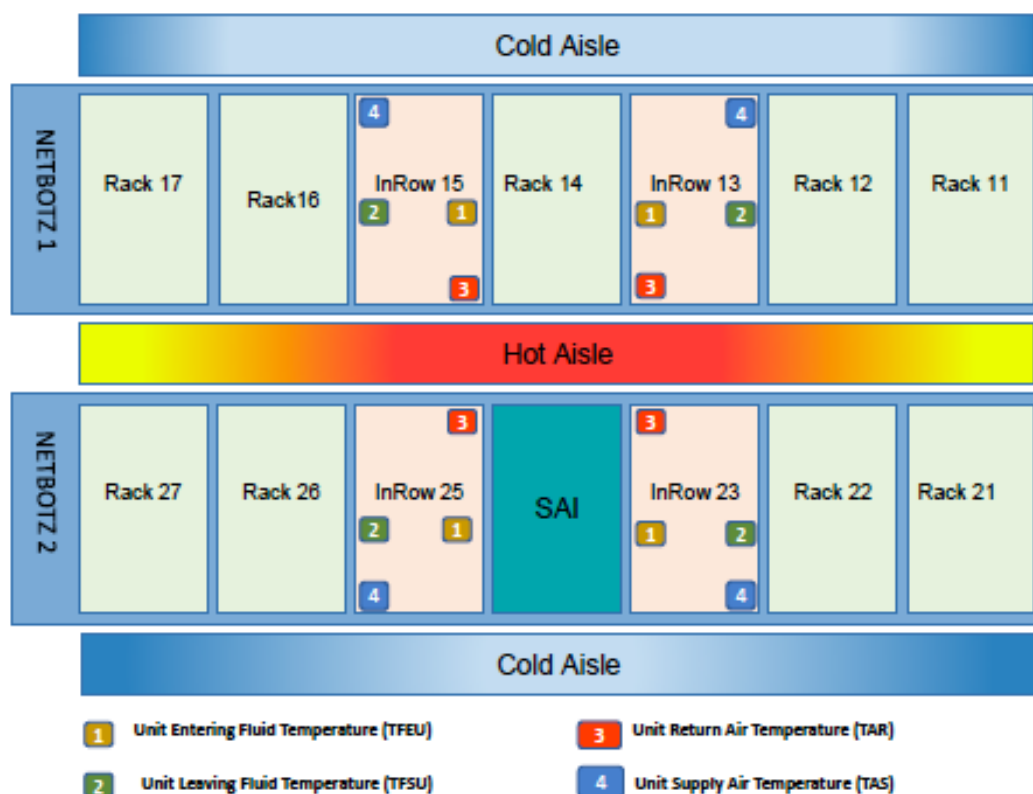 Cold Aisle
NETBOTZ 1
Rack 17
Rack16
4
InRow 15
2
1
3
Rack 14
4
InRow 13
1
2
3
Rack 12
Rack 11
Hot Aisle
NETBOTZ 2
Rack 27
Rack 26
3
InRow 25
2
1
4
SAI
3
InRow 23
1
2
4
Rack 22
Rack 21
Cold Aisle
1 Unit Entering Fluid Temperature (TFEU)
3 Unit Return Air Temperature (TAR)
2 Unit Leaving Fluid Temperature (TFSU)
4 Unit Supply Air Temperature (TAS)